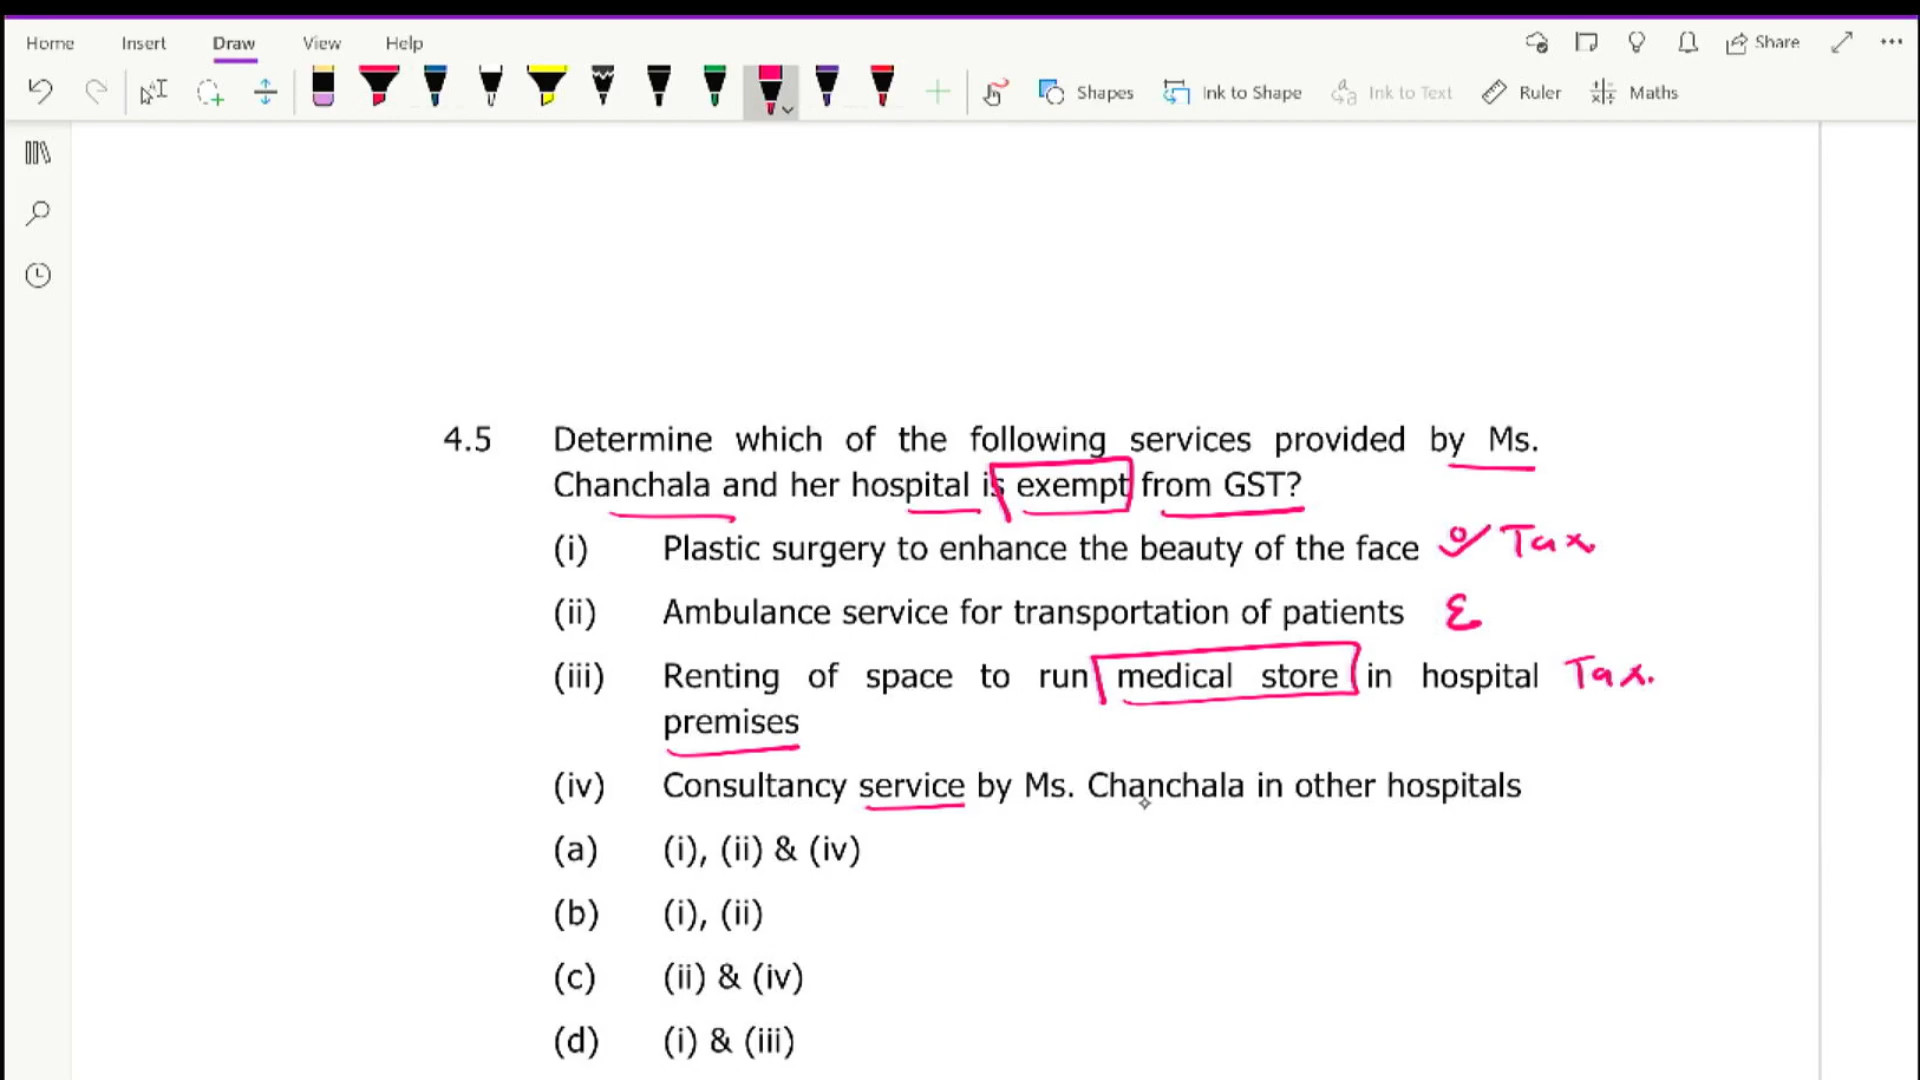 Home Insert Draw View Help Share
Shapes Ink to Shape Ink to Text Ruler Maths
4.5 Determine which of the following services provided by Ms.
Chanchala and her hospital is exempt from GST?
(i) Plastic surgery to enhance the beauty of the face Tax
(ii) Ambulance service for transportation of patients E
(iii) Renting of space to run medical store in hospital Tax.
premises
(iv) Consultancy service by Ms. Chanchala in other hospitals
(a) (i), (ii) & (iv)
(b) (i), (ii)
(c) (ii) & (iv)
(d) (i) & (iii)